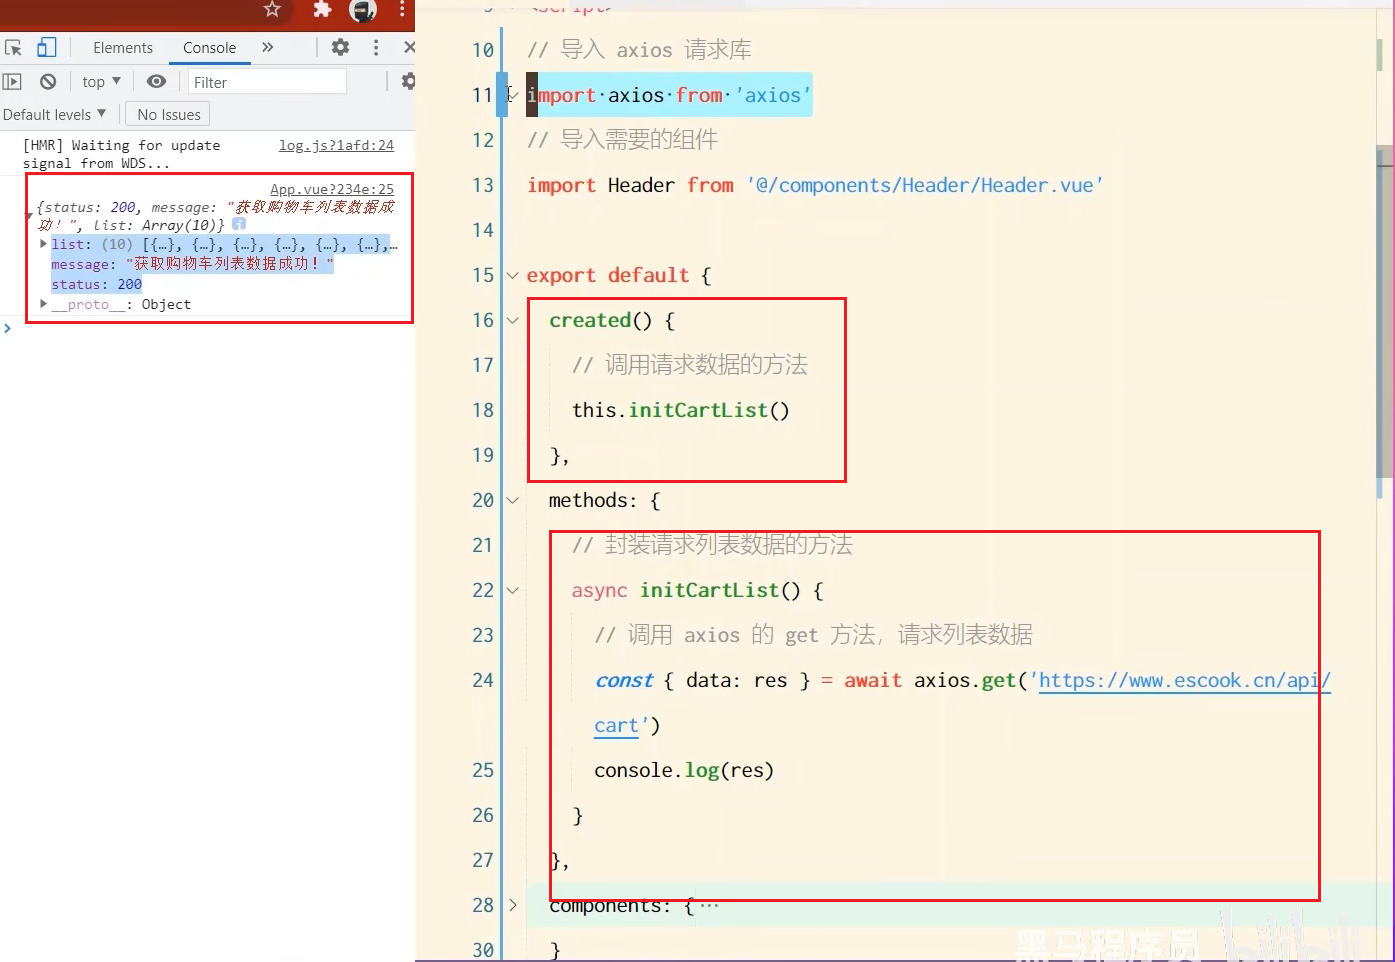 Elements Console »
top ▼ Filter
Default levels ▼ No Issues
[HMR] Waiting for update log.js?1afd:24
signal from WDS...
App.vue?234e:25
{status: 200, message: "获取购物车列表数据成
功！", list: Array(10)}
list: (10) [{…}, {…}, {…}, {…}, {…}, {…},…
message: "获取购物车列表数据成功！"
status: 200
__proto__: Object
9 <script>
10 // 导入 axios 请求库
11 import·axios·from·'axios'
12 // 导入需要的组件
13 import Header from '@/components/Header/Header.vue'
14
15 export default {
16 created() {
17 // 调用请求数据的方法
18 this.initCartList()
19 },
20 methods: {
21 // 封装请求列表数据的方法
22 async initCartList() {
23 // 调用 axios 的 get 方法，请求列表数据
24 const { data: res } = await axios.get('https://www.escook.cn/api/
cart')
25 console.log(res)
26 }
27 },
28 components: {…
30 }
黑马程序员 bilibili